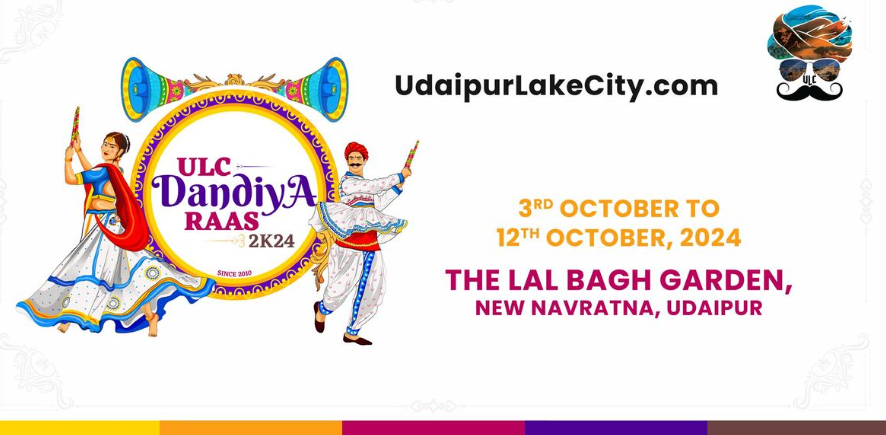 UdaipurLakeCity.com
ULC
ULC
DandiyA
RAAS
2K24
SINCE 2010
3RD OCTOBER TO
12TH OCTOBER, 2024
THE LAL BAGH GARDEN,
NEW NAVRATNA, UDAIPUR